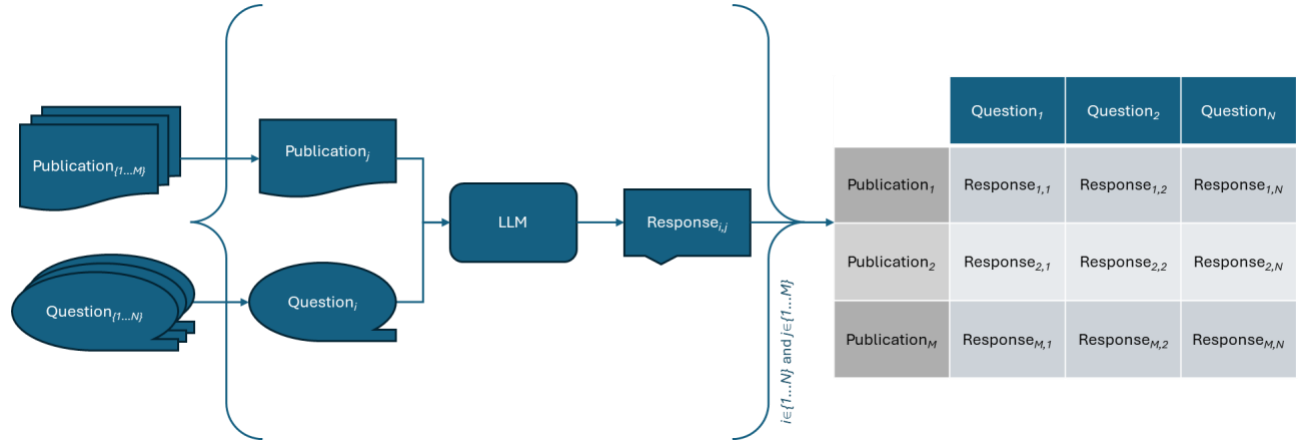 Publication{1...M}
Question{1...N}
Publicationj
Questioni
LLM
Responsei,j
i∈{1...N} and j∈{1...M}
Question1 Question2 QuestionN
Publication1 Response1,1 Response1,2 Response1,N
Publication2 Response2,1 Response2,2 Response2,N
PublicationM ResponseM,1 ResponseM,2 ResponseM,N